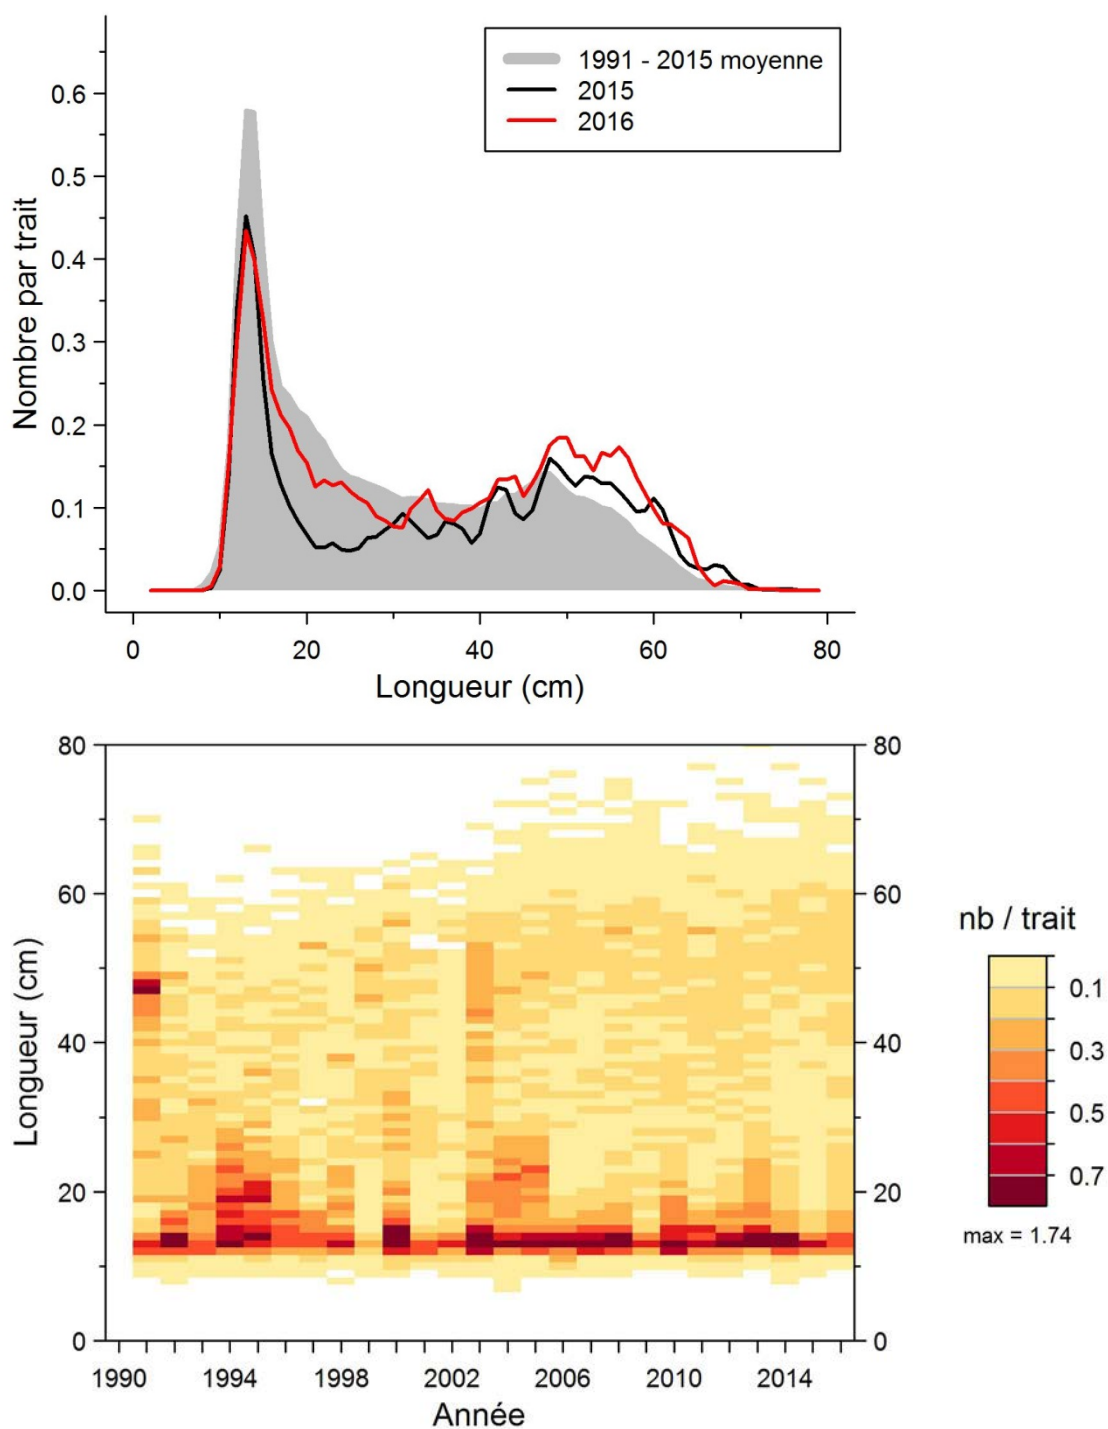 1991 - 2015 moyenne
2015
2016
Nombre par trait
0.6
0.5
0.4
0.3
0.2
0.1
0.0
0 20 40 60 80
Longueur (cm)
80 80
60 60
40 40
20 20
0 0
Longueur (cm)
1990 1994 1998 2002 2006 2010 2014
Année
nb / trait
0.1
0.3
0.5
0.7
max = 1.74